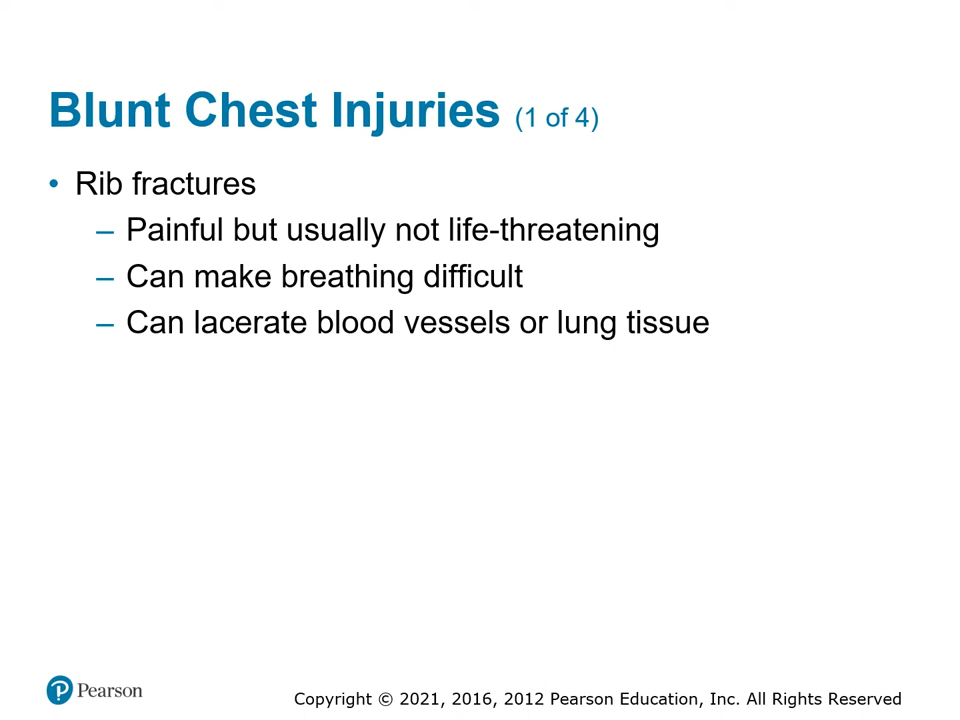 Blunt Chest Injuries (1 of 4)
• Rib fractures
– Painful but usually not life-threatening
– Can make breathing difficult
– Can lacerate blood vessels or lung tissue
Pearson
Copyright © 2021, 2016, 2012 Pearson Education, Inc. All Rights Reserved